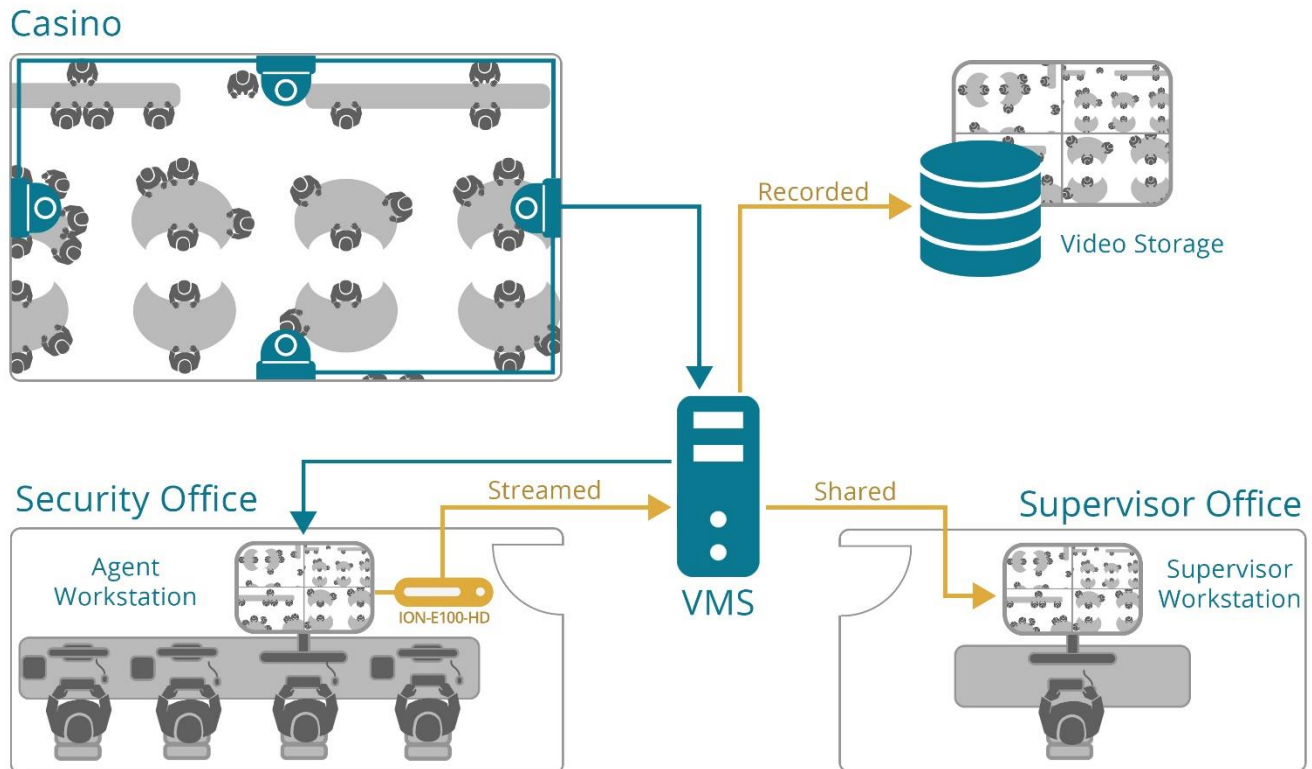 Casino
Recorded
Video Storage
Security Office
Streamed
Shared
Supervisor Office
Agent
Workstation
ION-E100-HD
VMS
Supervisor
Workstation